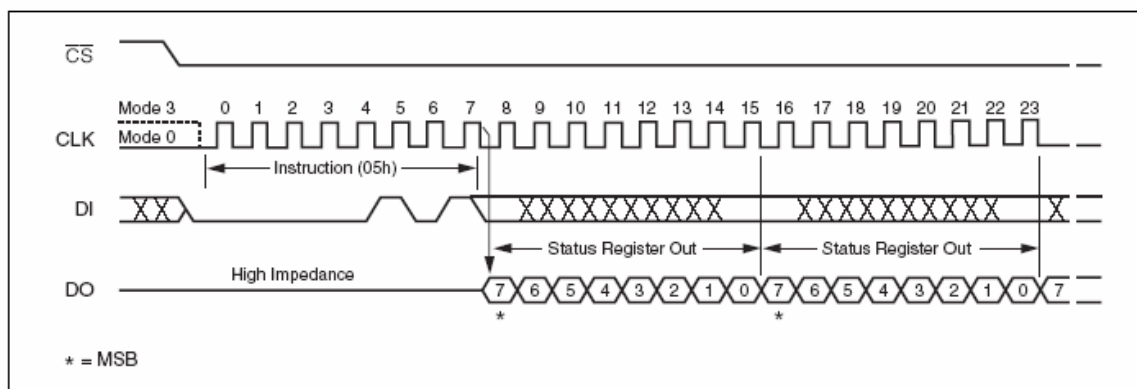 CS
Mode 3 0 1 2 3 4 5 6 7 8 9 10 11 12 13 14 15 16 17 18 19 20 21 22 23
CLK Mode 0
Instruction (05h)
DI
Status Register Out Status Register Out
High Impedance
DO 7 6 5 4 3 2 1 0 7 6 5 4 3 2 1 0 7
* *
* = MSB